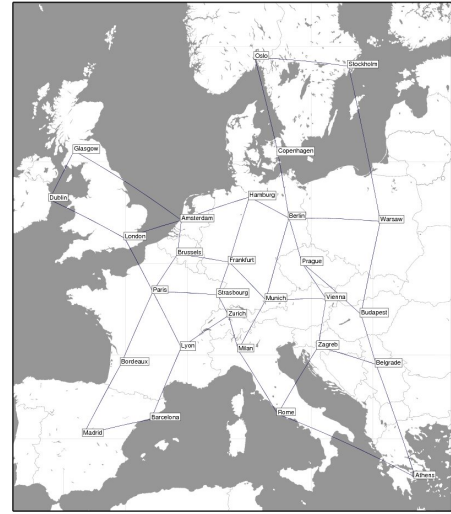 Oslo
Stockholm
Glasgow
Copenhagen
Dublin
Hamburg
Amsterdam
Berlin
Warsaw
London
Brussels
Frankfurt
Prague
Paris
Strasbourg
Munich
Vienna
Zurich
Budapest
Lyon
Milan
Zagreb
Bordeaux
Belgrade
Rome
Barcelona
Madrid
Athens